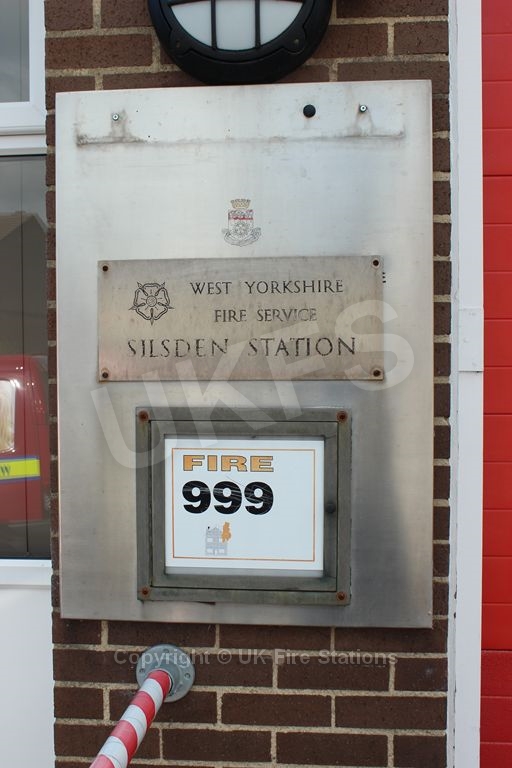 WEST YORKSHIRE
FIRE SERVICE
SILSDEN STATION
UKFS
FIRE
999
Copyright © UK Fire Stations